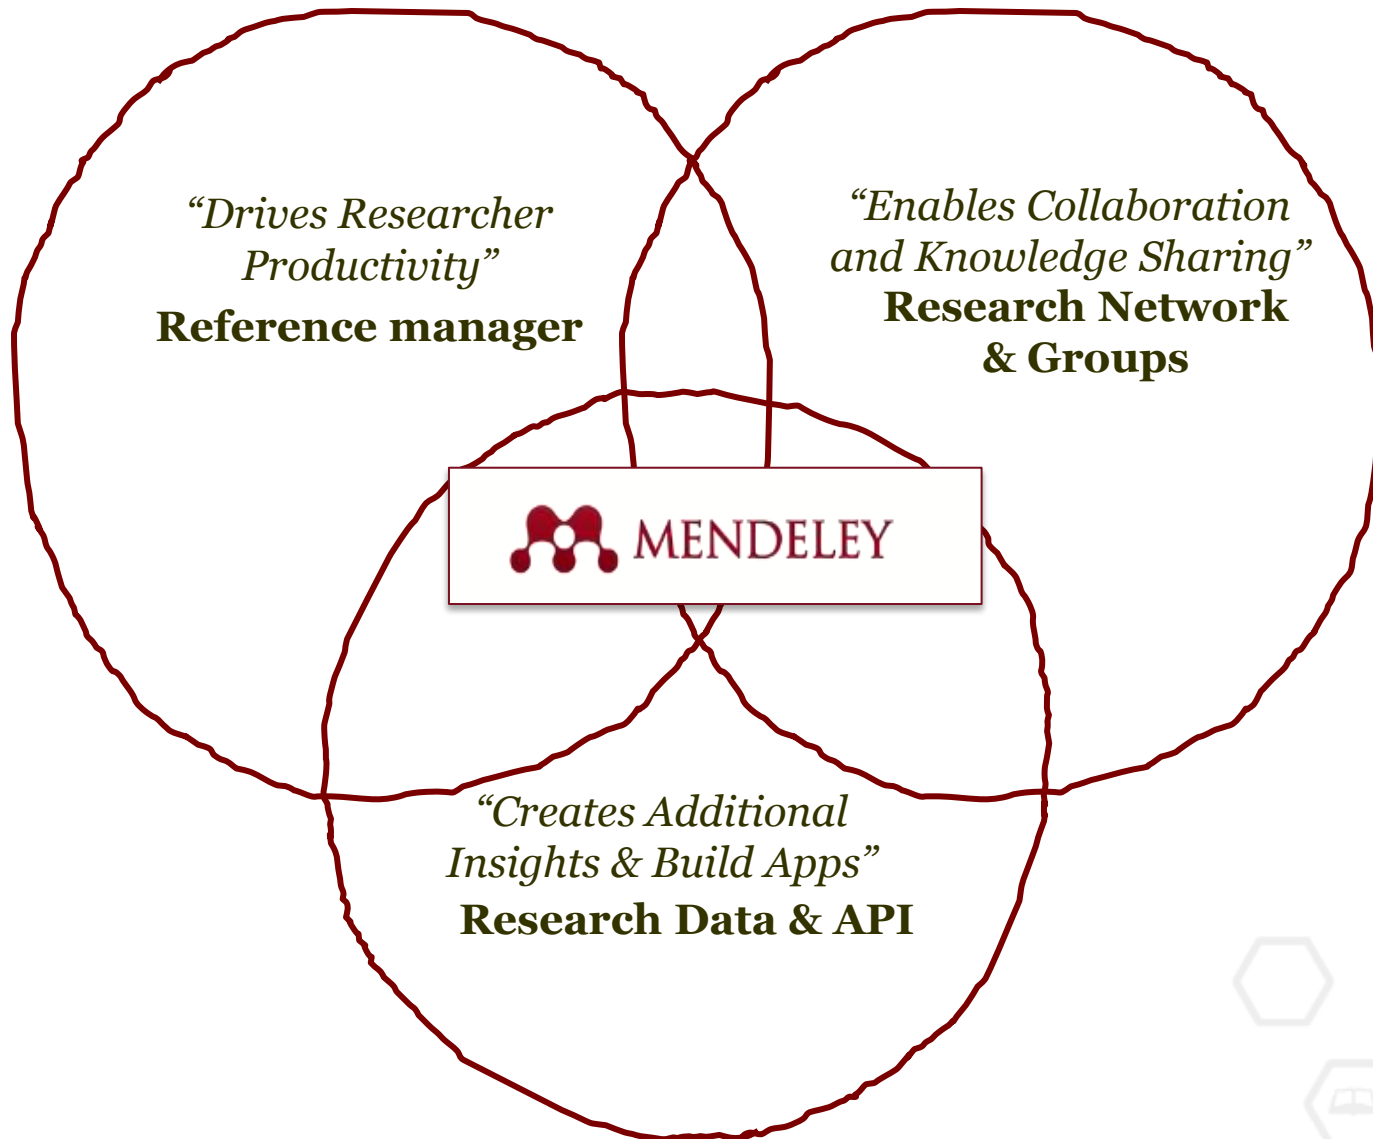 “Drives Researcher
Productivity”
Reference manager
“Enables Collaboration
and Knowledge Sharing”
Research Network
& Groups
MENDELEY
“Creates Additional
Insights & Build Apps”
Research Data & API